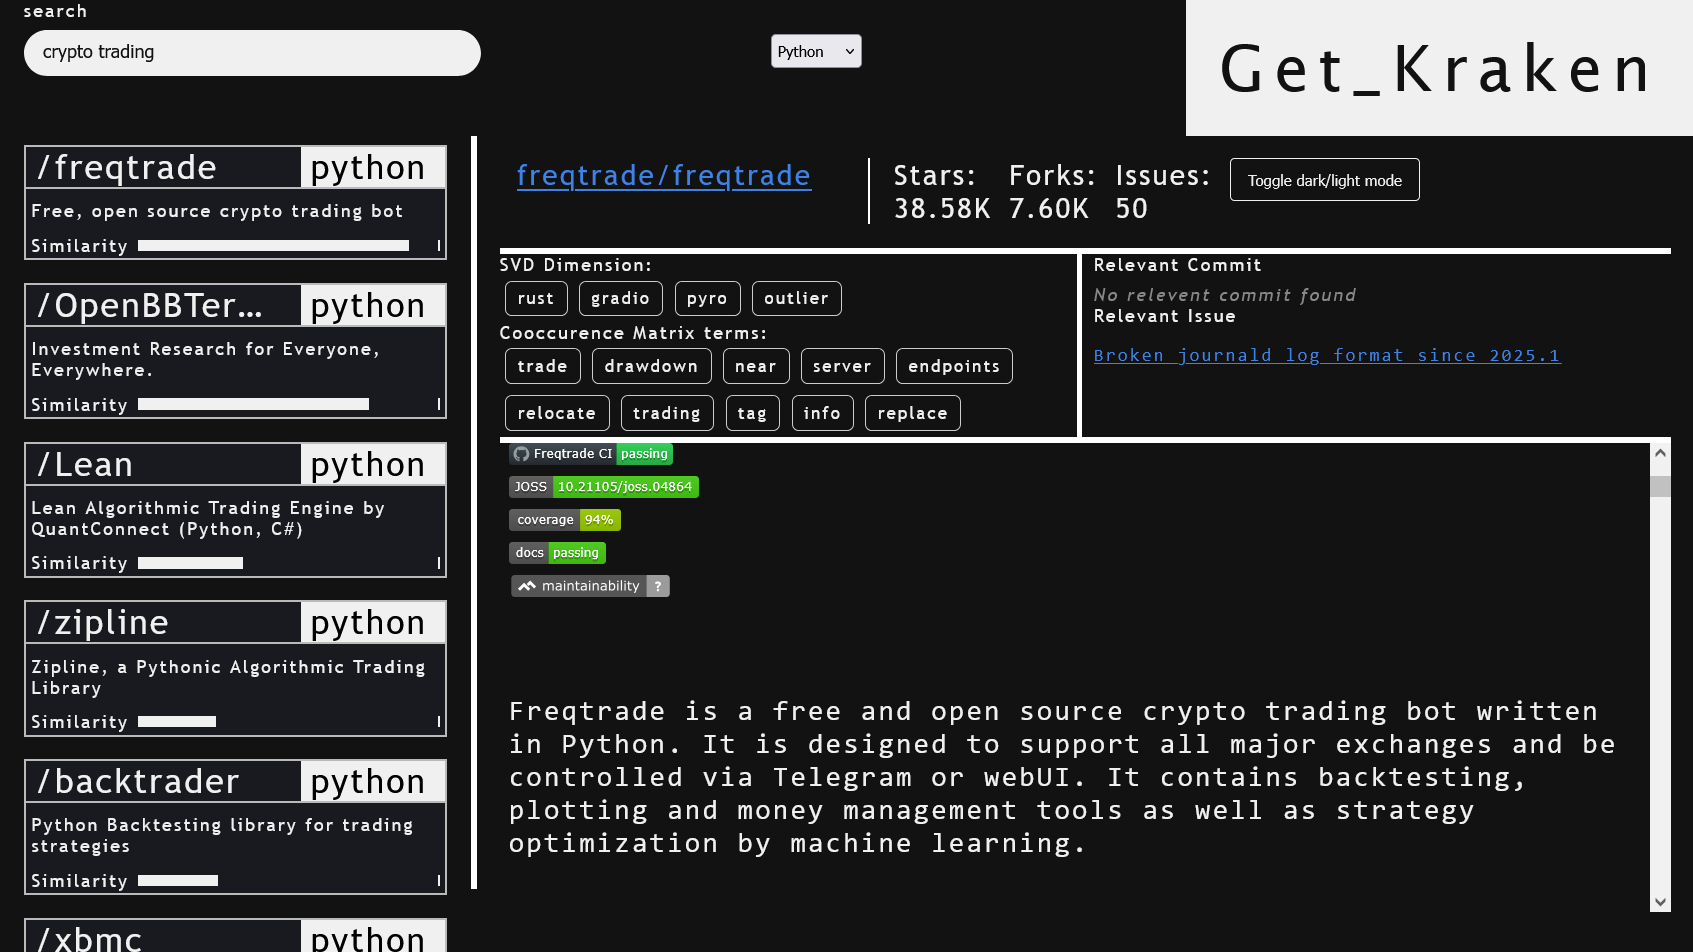 search
crypto trading
Python
Get_Kraken
/freqtrade python
Free, open source crypto trading bot
Similarity
/OpenBBTer... python
Investment Research for Everyone,
Everywhere.
Similarity
/Lean python
Lean Algorithmic Trading Engine by
QuantConnect (Python, C#)
Similarity
/zipline python
Zipline, a Pythonic Algorithmic Trading
Library
Similarity
/backtrader python
Python Backtesting library for trading
strategies
Similarity
/xbmc python
freqtrade/freqtrade
Stars: Forks: Issues:
38.58K 7.60K 50
Toggle dark/light mode
SVD Dimension:
rust gradio pyro outlier
Cooccurence Matrix terms:
trade drawdown near server endpoints
relocate trading tag info replace
Relevant Commit
No relevent commit found
Relevant Issue
Broken journald log format since 2025.1
Freqtrade CI passing
JOSS 10.21105/joss.04864
coverage 94%
docs passing
maintainability ?
Freqtrade is a free and open source crypto trading bot written
in Python. It is designed to support all major exchanges and be
controlled via Telegram or webUI. It contains backtesting,
plotting and money management tools as well as strategy
optimization by machine learning.